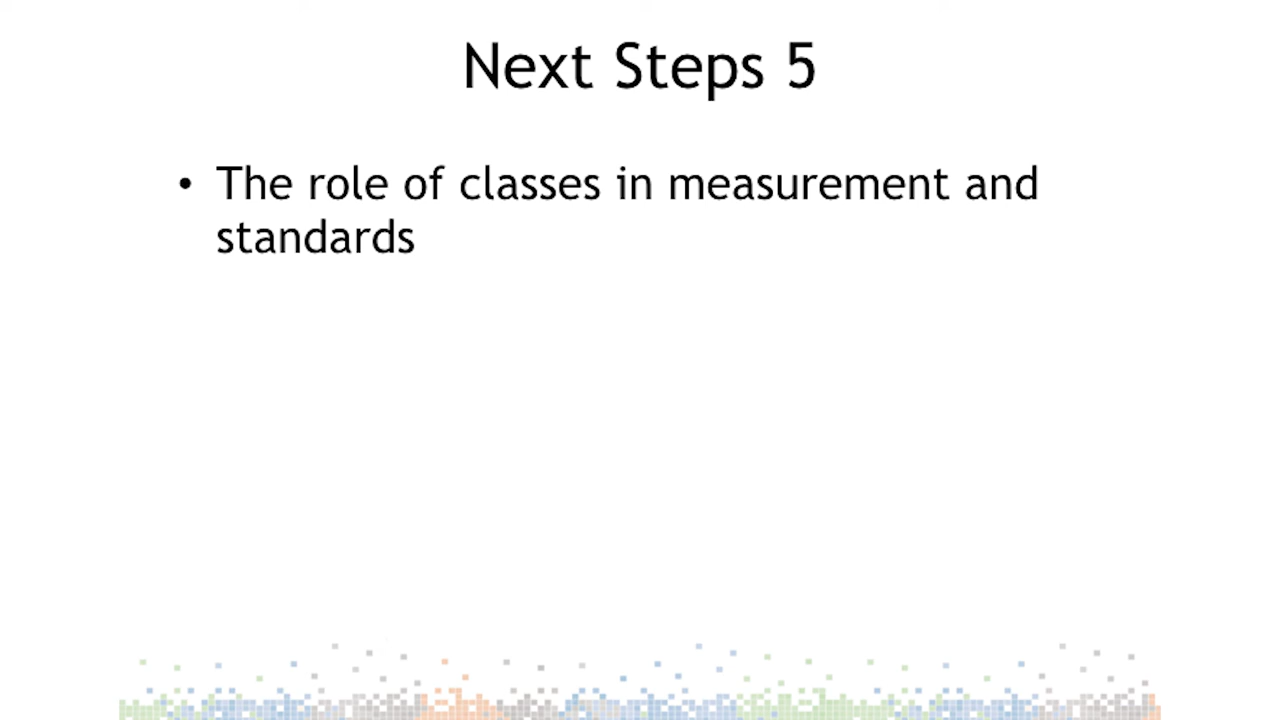 Next Steps 5
• The role of classes in measurement and
standards